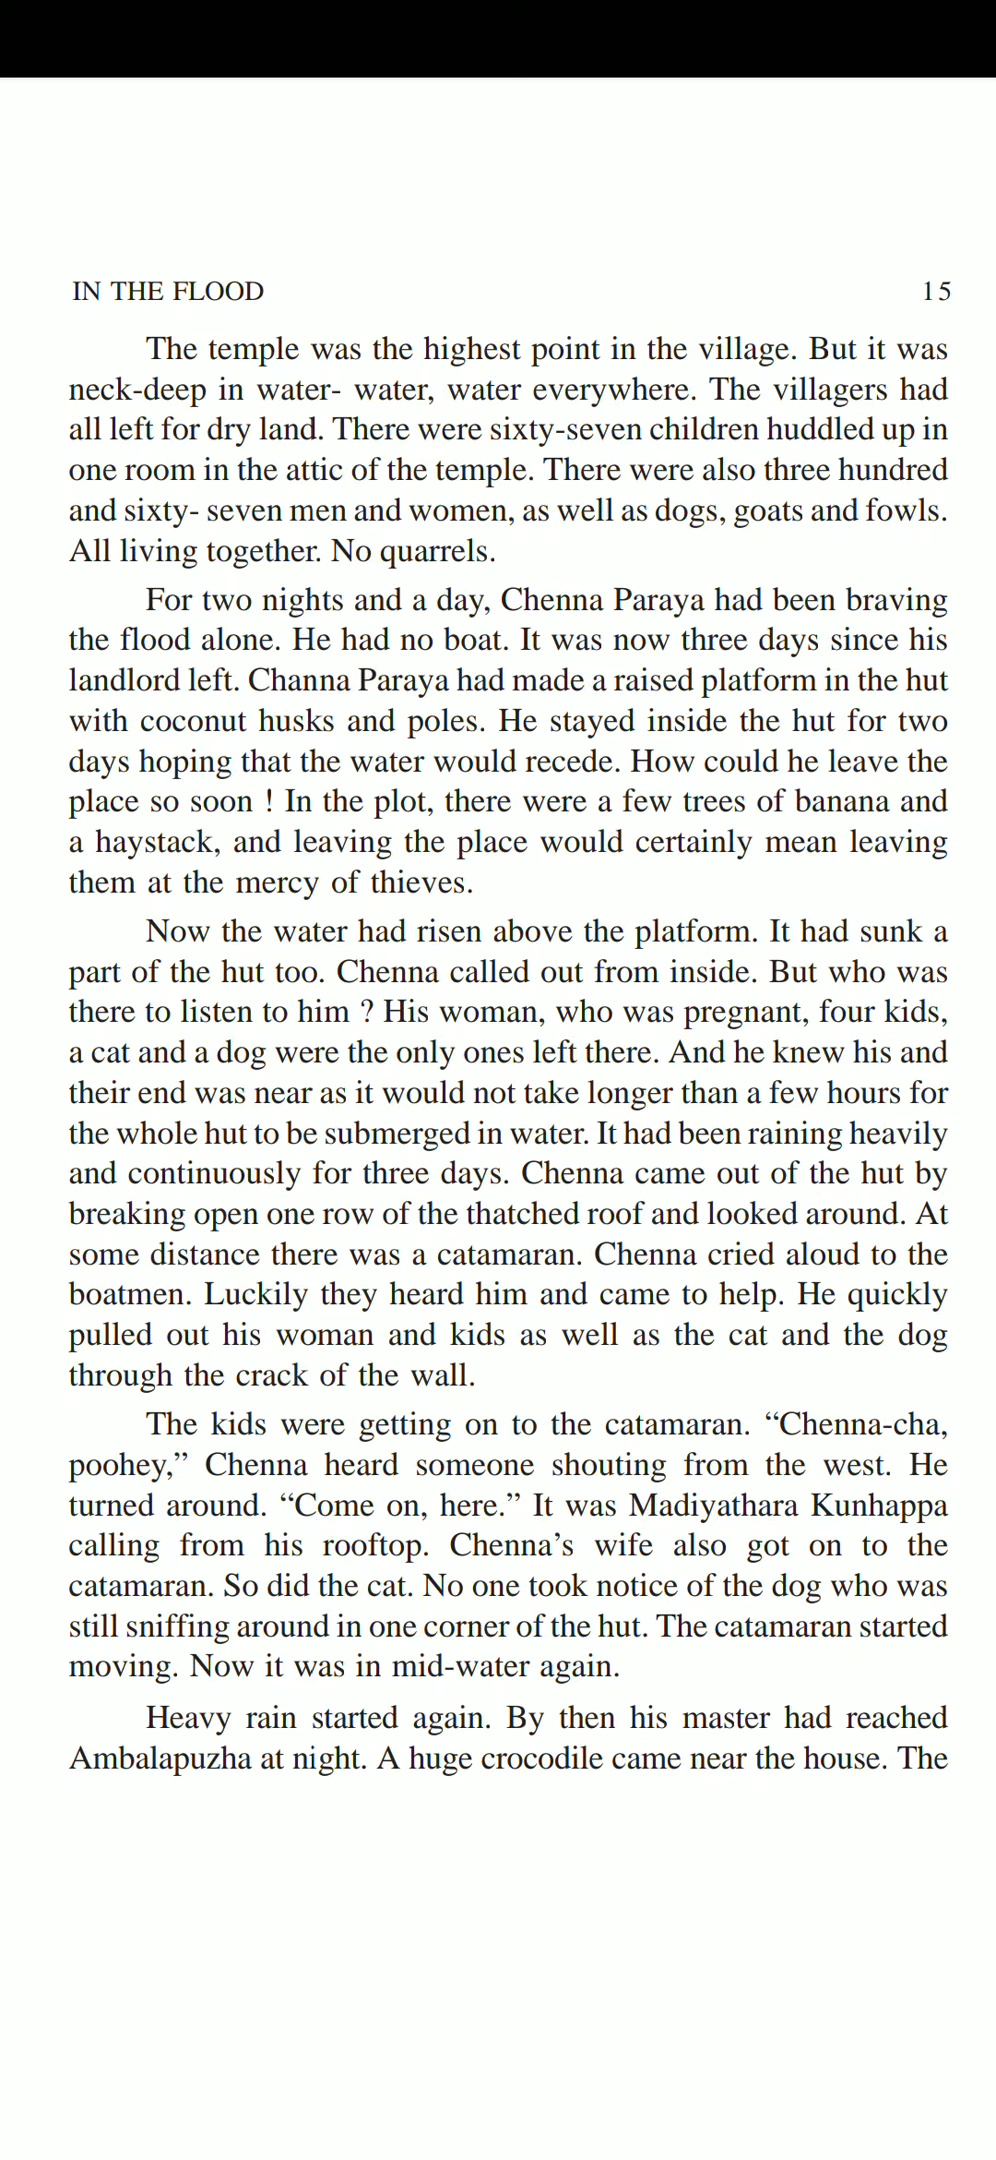 IN THE FLOOD 15
The temple was the highest point in the village. But it was
neck-deep in water- water, water everywhere. The villagers had
all left for dry land. There were sixty-seven children huddled up in
one room in the attic of the temple. There were also three hundred
and sixty- seven men and women, as well as dogs, goats and fowls.
All living together. No quarrels.
For two nights and a day, Chenna Paraya had been braving
the flood alone. He had no boat. It was now three days since his
landlord left. Channa Paraya had made a raised platform in the hut
with coconut husks and poles. He stayed inside the hut for two
days hoping that the water would recede. How could he leave the
place so soon ! In the plot, there were a few trees of banana and
a haystack, and leaving the place would certainly mean leaving
them at the mercy of thieves.
Now the water had risen above the platform. It had sunk a
part of the hut too. Chenna called out from inside. But who was
there to listen to him ? His woman, who was pregnant, four kids,
a cat and a dog were the only ones left there. And he knew his and
their end was near as it would not take longer than a few hours for
the whole hut to be submerged in water. It had been raining heavily
and continuously for three days. Chenna came out of the hut by
breaking open one row of the thatched roof and looked around. At
some distance there was a catamaran. Chenna cried aloud to the
boatmen. Luckily they heard him and came to help. He quickly
pulled out his woman and kids as well as the cat and the dog
through the crack of the wall.
The kids were getting on to the catamaran. “Chenna-cha,
poohey,” Chenna heard someone shouting from the west. He
turned around. “Come on, here.” It was Madiyathara Kunhappa
calling from his rooftop. Chenna’s wife also got on to the
catamaran. So did the cat. No one took notice of the dog who was
still sniffing around in one corner of the hut. The catamaran started
moving. Now it was in mid-water again.
Heavy rain started again. By then his master had reached
Ambalapuzha at night. A huge crocodile came near the house. The